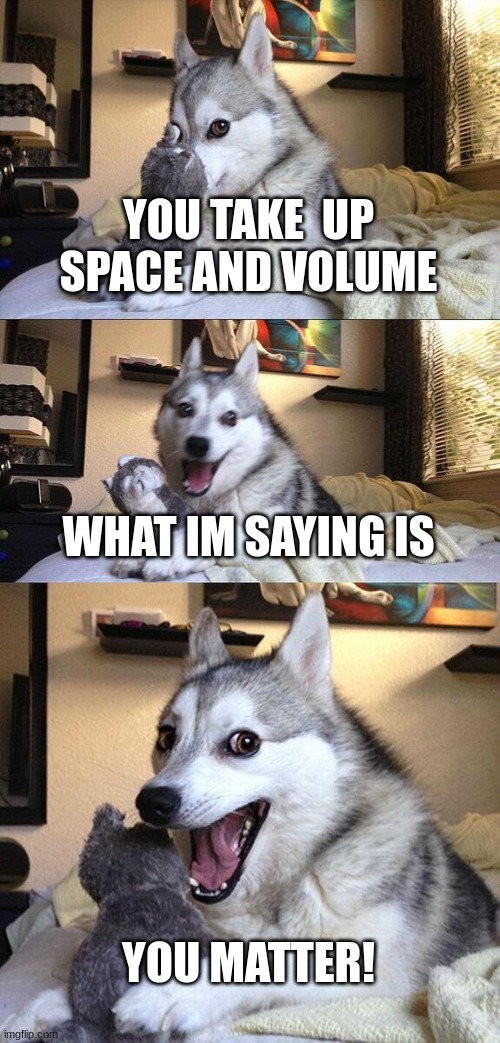 YOU TAKE  UP
SPACE AND VOLUME
WHAT IM SAYING IS
YOU MATTER!
imgflip.com